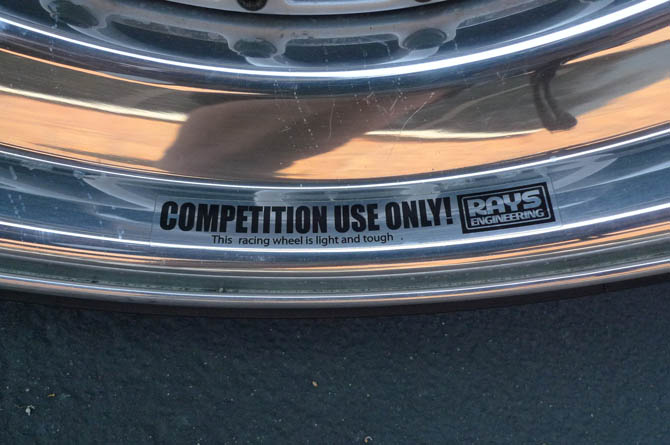 COMPETITION USE ONLY!
This racing wheel is light and tough
RAYS
ENGINEERING